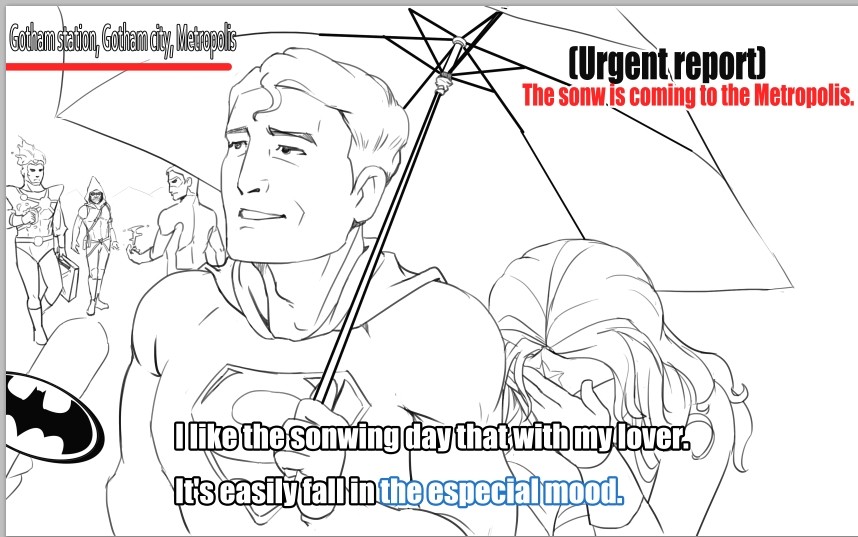 Gotham station, Gotham city, Metropolis
(Urgent report)
The sonw is coming to the Metropolis.
I like the sonwing day that with my lover.
It's easily fall in the especial mood.